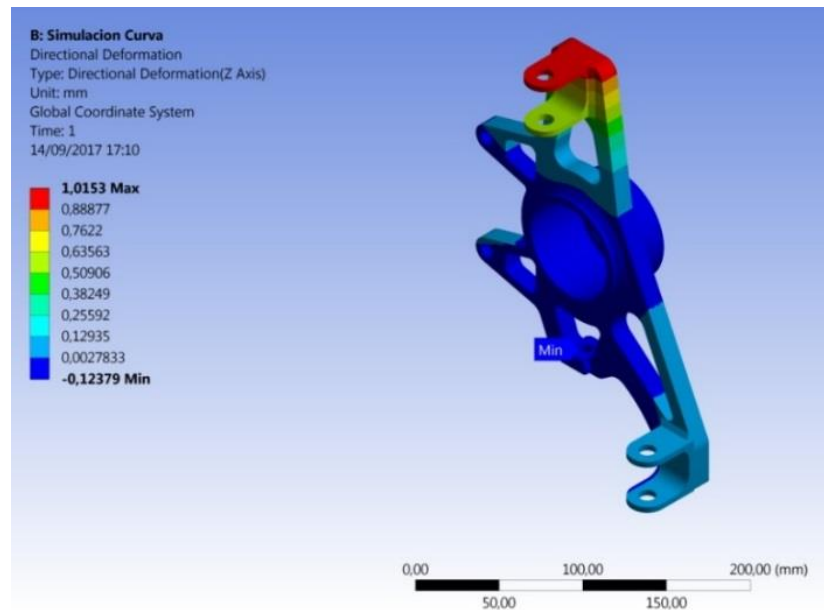 B: Simulacion Curva
Directional Deformation
Type: Directional Deformation(Z Axis)
Unit: mm
Global Coordinate System
Time: 1
14/09/2017 17:10
1,0153 Max
0,88877
0,7622
0,63563
0,50906
0,38249
0,25592
0,12935
0,0027833
-0,12379 Min
Min
0,00 100,00 200,00 (mm)
50,00 150,00